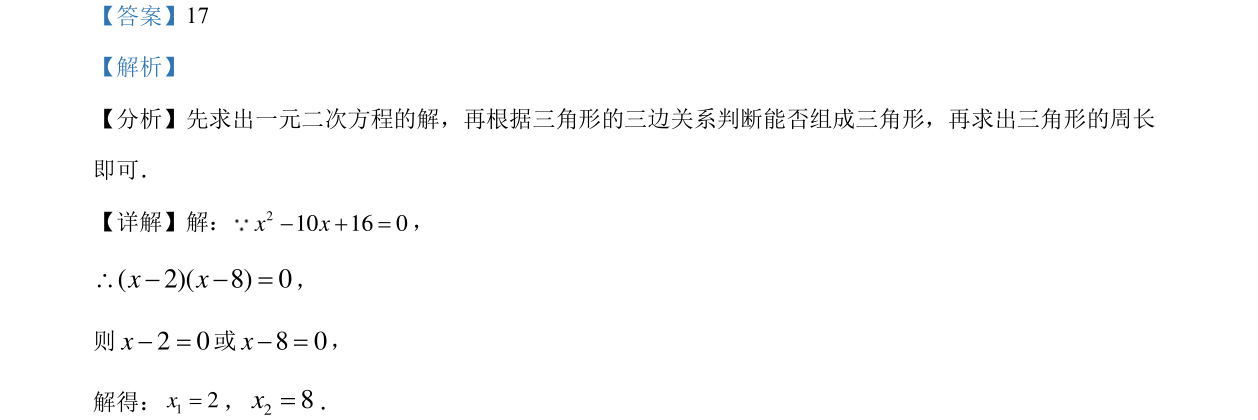 【答案】17
【解析】
【分析】先求出一元二次方程的解，再根据三角形的三边关系判断能否组成三角形，再求出三角形的周长
即可．
【详解】解：∵x² −10x+16=0，
∴(x−2)(x−8)=0，
则 x−2=0或x−8=0，
解得：x₁=2，x₂=8．